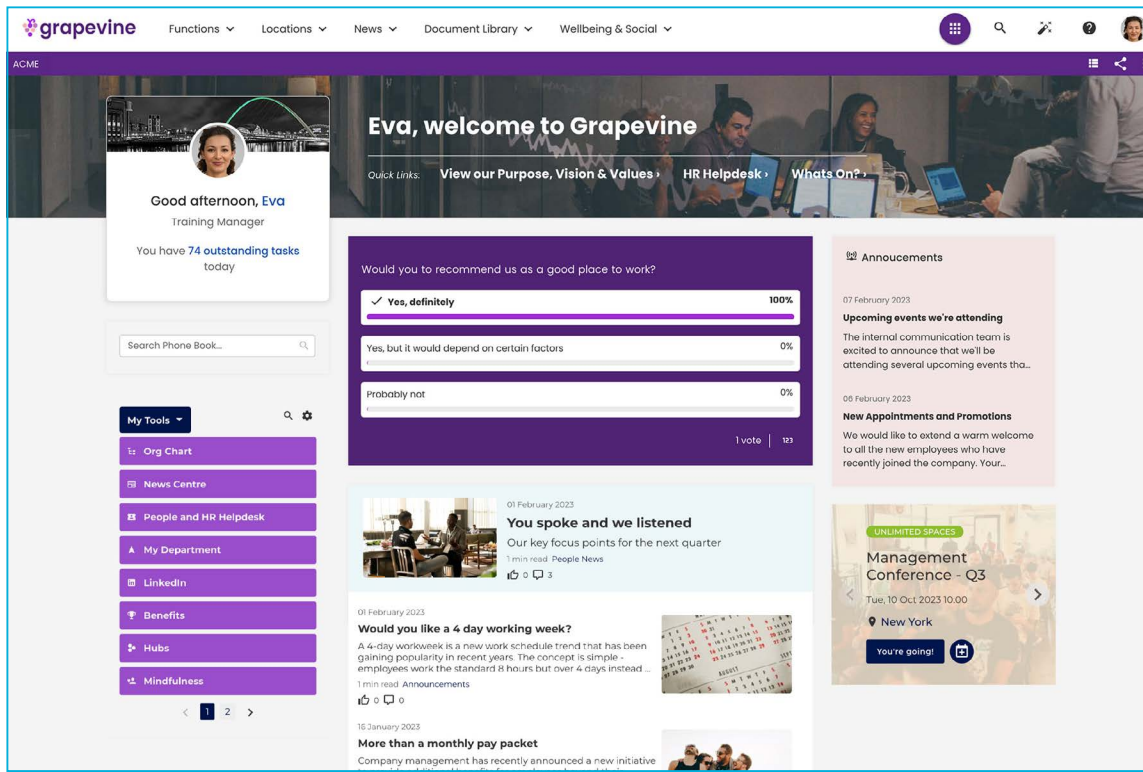 grapevine
Functions
Locations
News
Document Library
Wellbeing & Social
ACME
Eva, welcome to Grapevine
Quick Links:
View our Purpose, Vision & Values ›
HR Helpdesk ›
Whats On? ›
Good afternoon, Eva
Training Manager
You have 74 outstanding tasks
today
Search Phone Book...
My Tools
Org Chart
News Centre
People and HR Helpdesk
My Department
LinkedIn
Benefits
Hubs
Mindfulness
< 1 2 >
Would you to recommend us as a good place to work?
Yes, definitely 100%
Yes, but it would depend on certain factors 0%
Probably not 0%
1 vote | 123
01 February 2023
You spoke and we listened
Our key focus points for the next quarter
1 min read People News
0 3
01 February 2023
Would you like a 4 day working week?
A 4-day workweek is a new work schedule trend that has been
gaining popularity in recent years. The concept is simple -
employees work the standard 8 hours but over 4 days instead ...
1 min read Announcements
0 0
16 January 2023
More than a monthly pay packet
Company management has recently announced a new initiative
Annoucements
07 February 2023
Upcoming events we're attending
The internal communication team is
excited to announce that we'll be
attending several upcoming events tha...
06 February 2023
New Appointments and Promotions
We would like to extend a warm welcome
to all the new employees who have
recently joined the company. Your...
UNLIMITED SPACES
Management
Conference - Q3
Tue, 10 Oct 2023 10:00
New York
You're going!